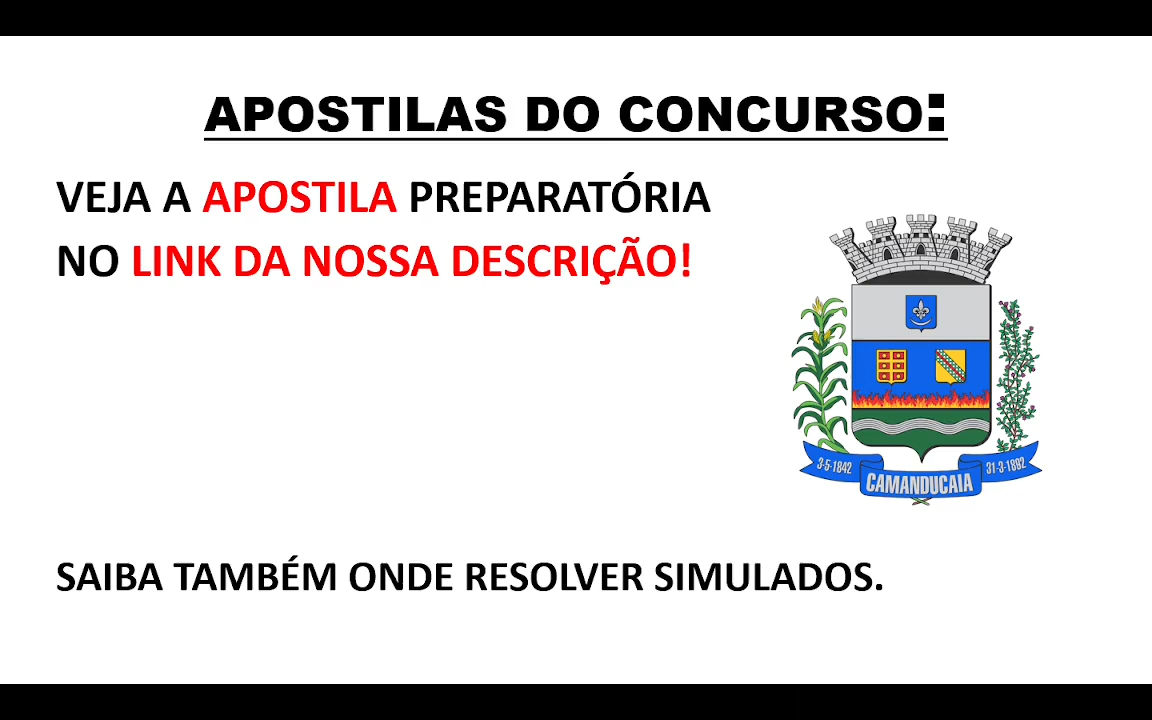 APOSTILAS DO CONCURSO:
VEJA A APOSTILA PREPARATÓRIA
NO LINK DA NOSSA DESCRIÇÃO!
3-5-1842
31-3-1892
CAMANDUCAIA
SAIBA TAMBÉM ONDE RESOLVER SIMULADOS.